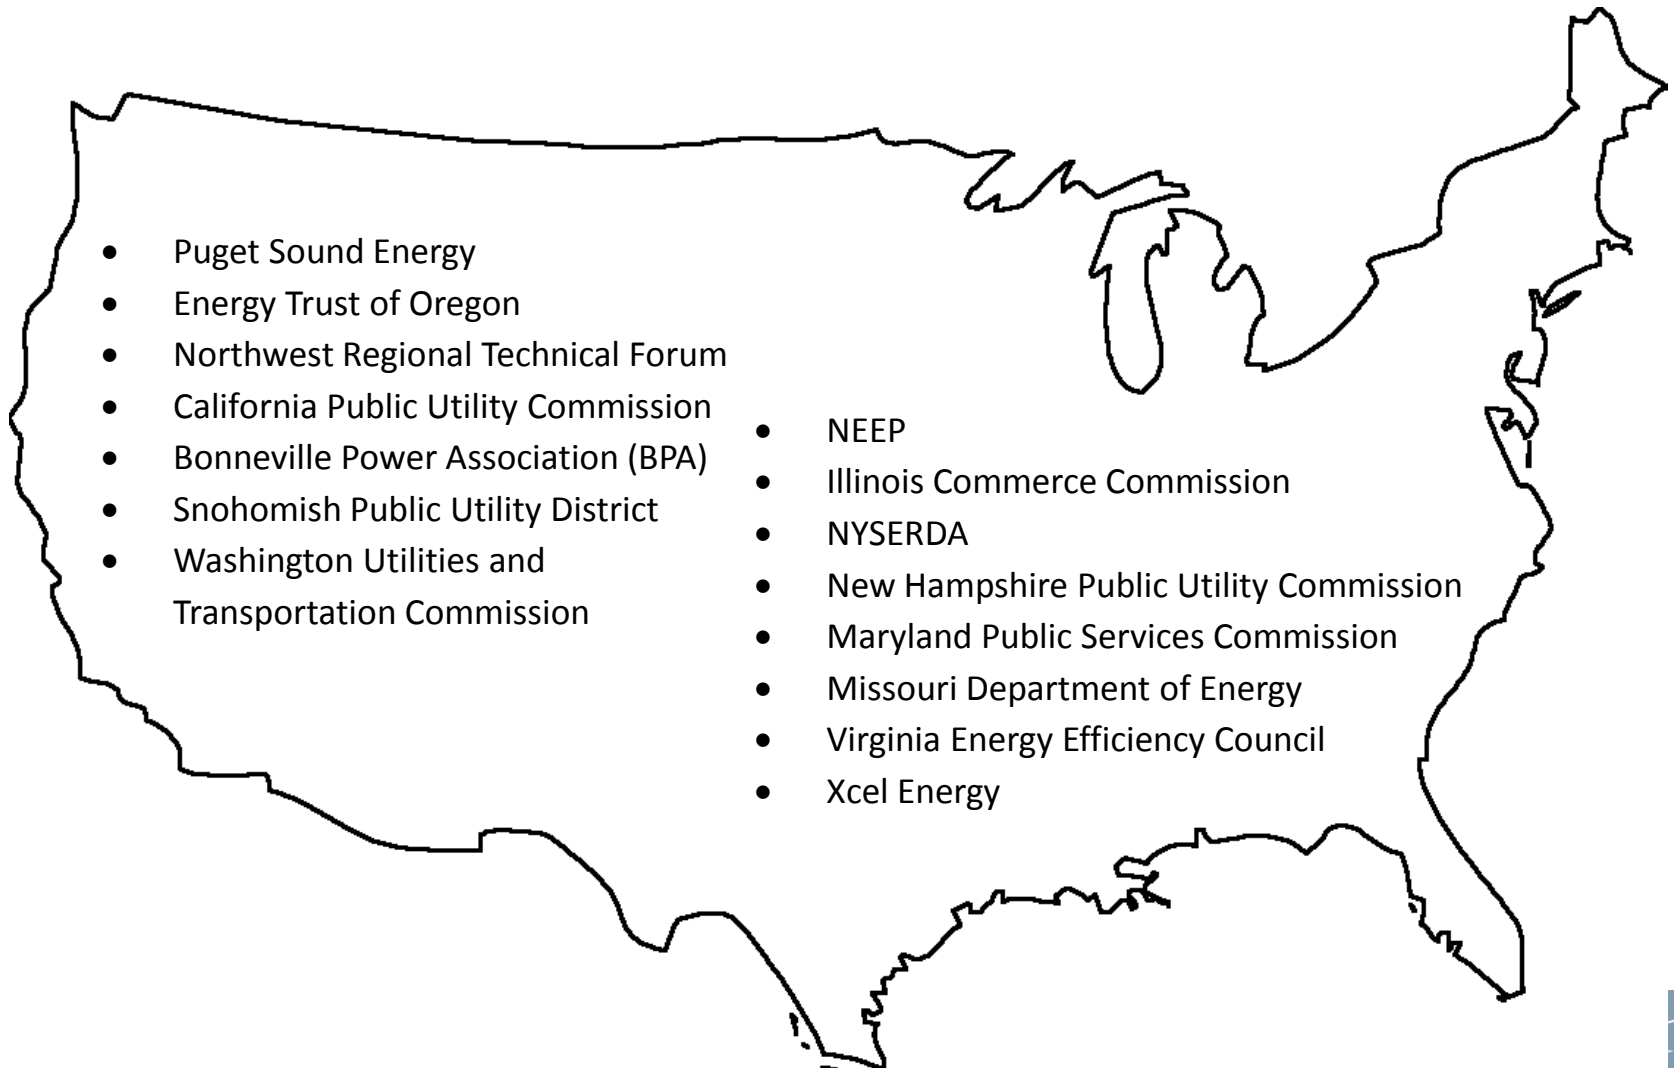 • Puget Sound Energy
• Energy Trust of Oregon
• Northwest Regional Technical Forum
• California Public Utility Commission
• Bonneville Power Association (BPA)
• Snohomish Public Utility District
• Washington Utilities and
Transportation Commission
• NEEP
• Illinois Commerce Commission
• NYSERDA
• New Hampshire Public Utility Commission
• Maryland Public Services Commission
• Missouri Department of Energy
• Virginia Energy Efficiency Council
• Xcel Energy